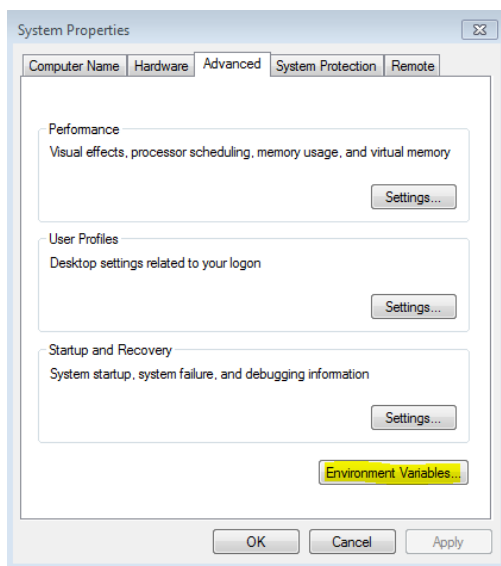 System Properties
Computer Name Hardware Advanced System Protection Remote
Performance
Visual effects, processor scheduling, memory usage, and virtual memory
Settings...
User Profiles
Desktop settings related to your logon
Settings...
Startup and Recovery
System startup, system failure, and debugging information
Settings...
Environment Variables...
OK Cancel Apply